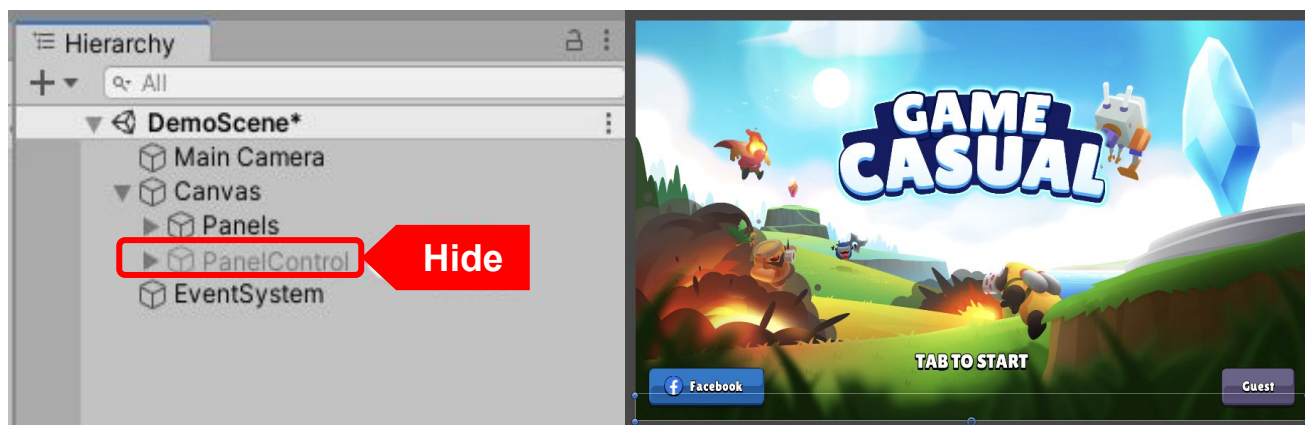 Hierarchy
All
DemoScene*
Main Camera
Canvas
Panels
PanelControl
Hide
EventSystem
GAME
CASUAL
TAB TO START
Facebook
Guest